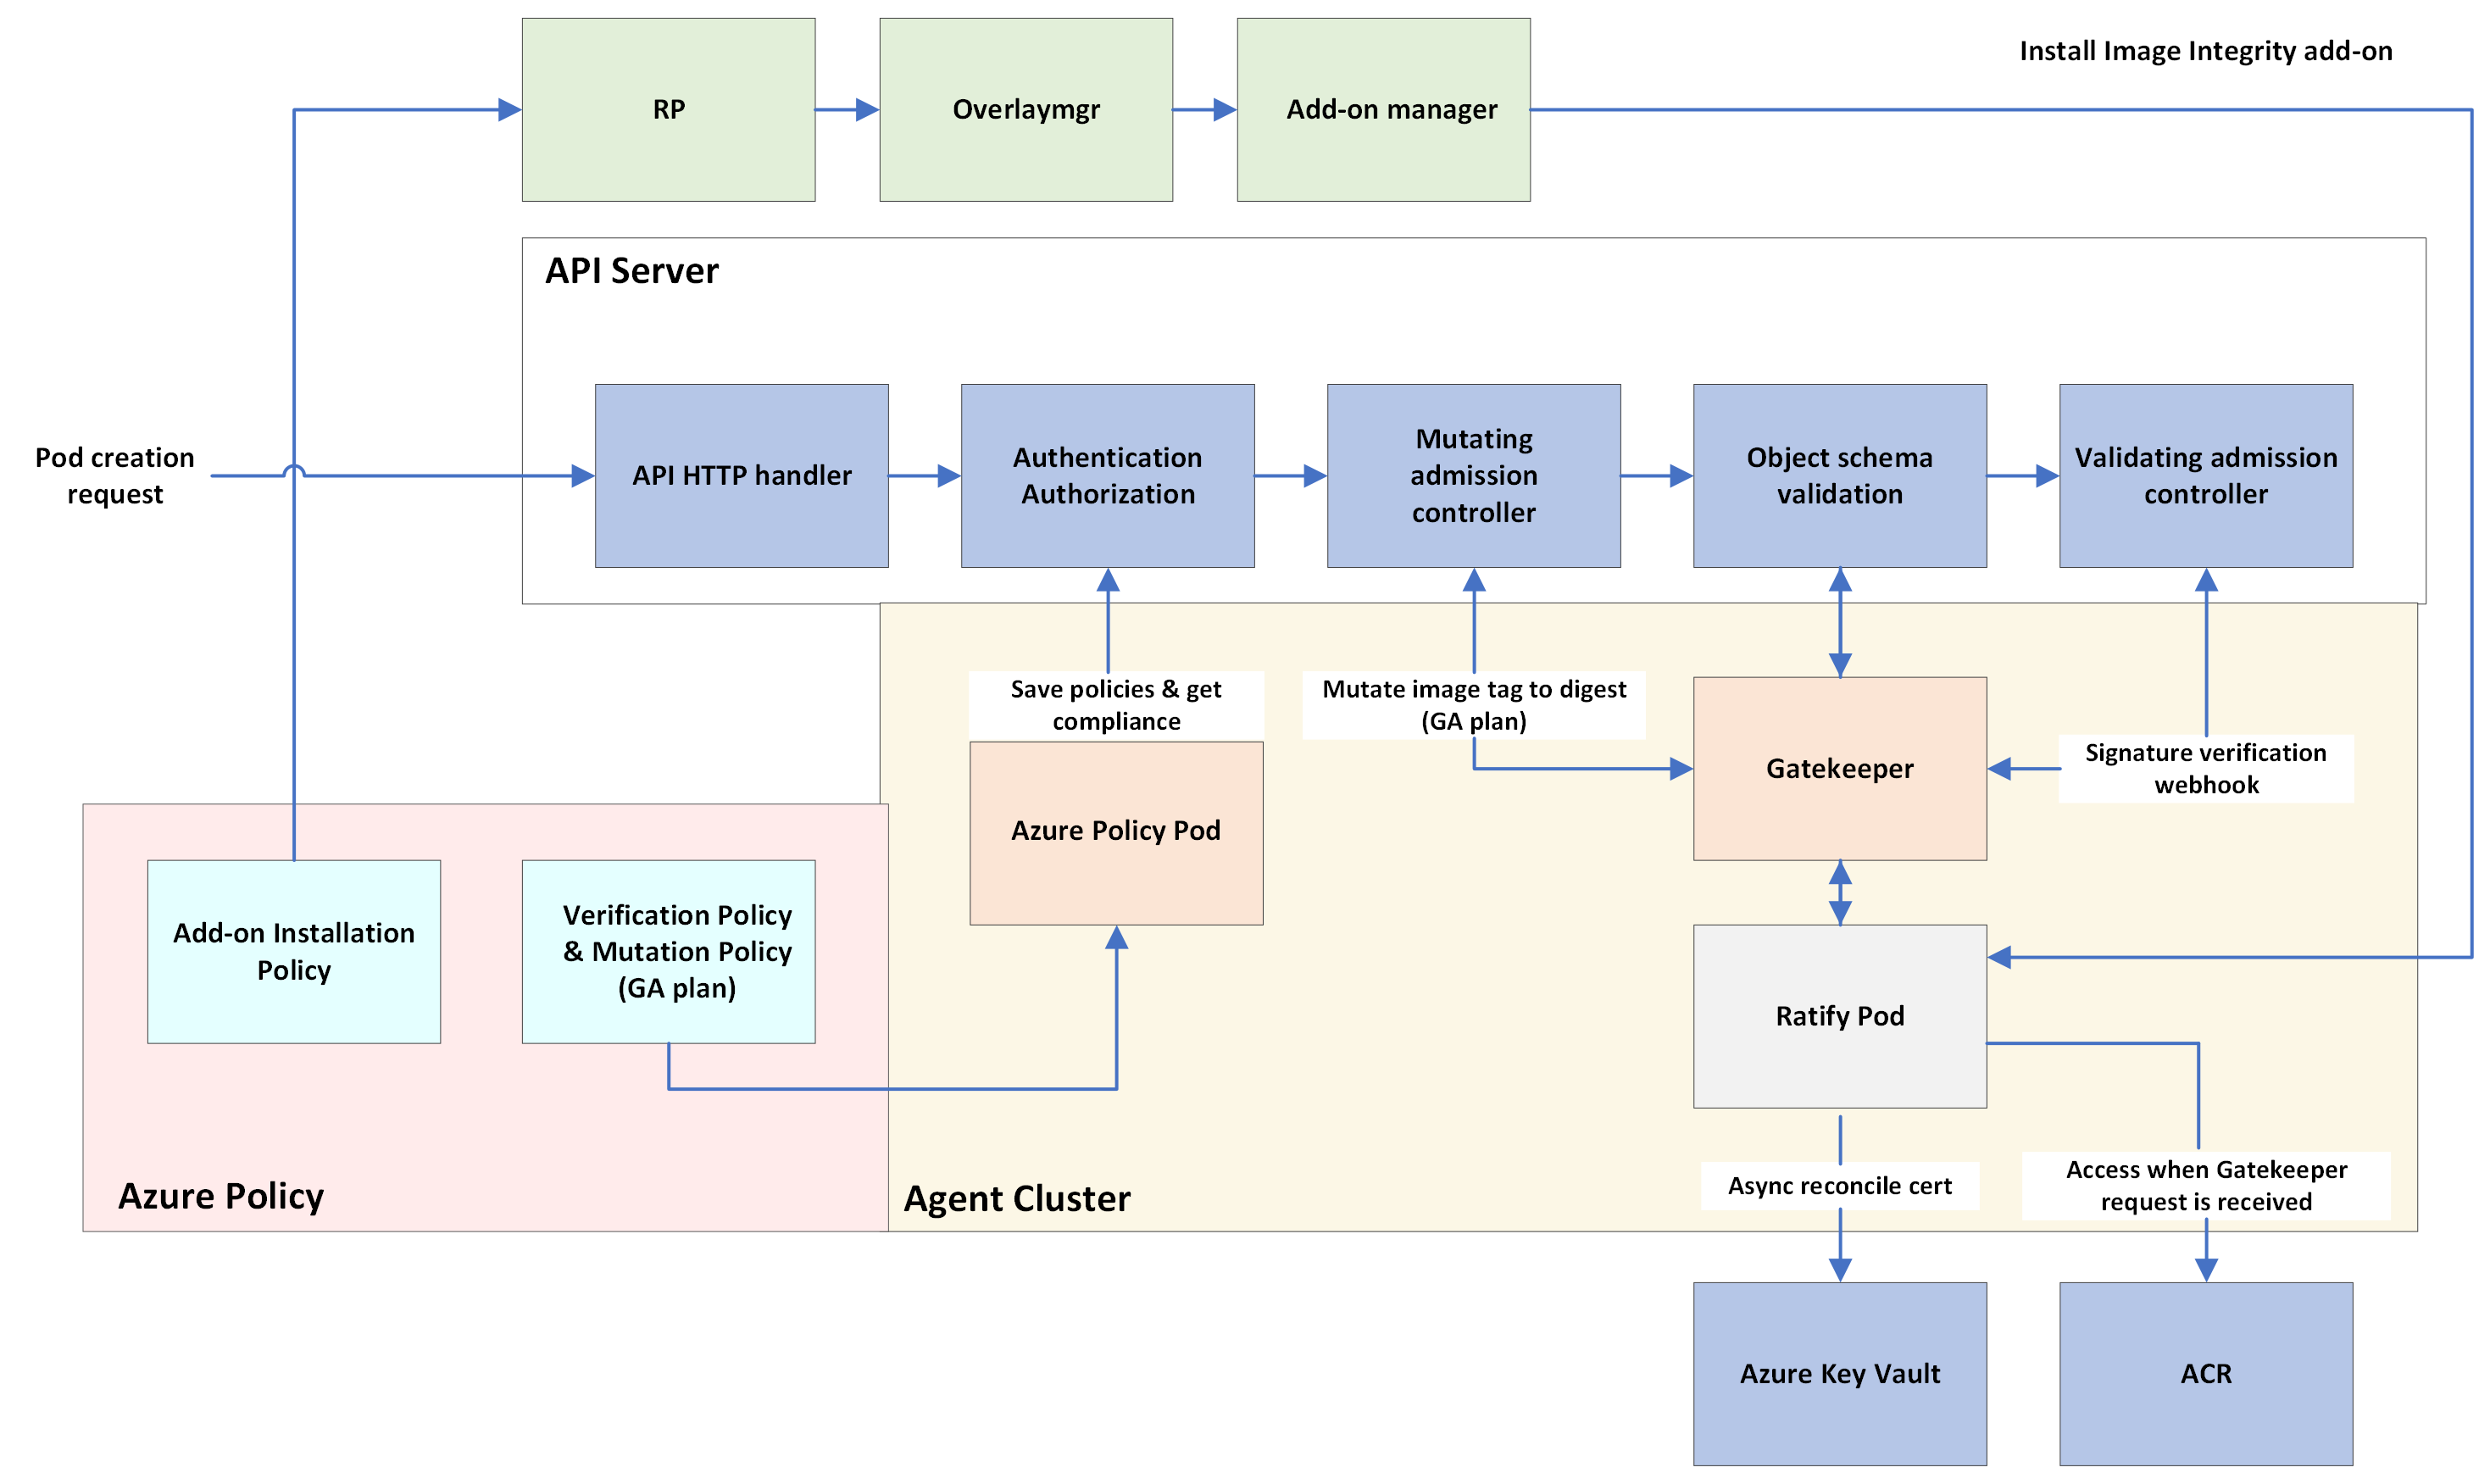 Install Image Integrity add-on
RP
Overlaymgr
Add-on manager
API Server
Pod creation
request
API HTTP handler
Authentication
Authorization
Mutating
admission
controller
Object schema
validation
Validating admission
controller
Save policies & get
compliance
Mutate image tag to digest
(GA plan)
Gatekeeper
Signature verification
webhook
Azure Policy Pod
Add-on Installation
Policy
Verification Policy
& Mutation Policy
(GA plan)
Ratify Pod
Azure Policy
Agent Cluster
Async reconcile cert
Access when Gatekeeper
request is received
Azure Key Vault
ACR